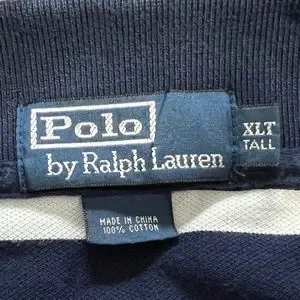 Polo
by Ralph Lauren
XLT
TALL
MADE IN CHINA
100% COTTON